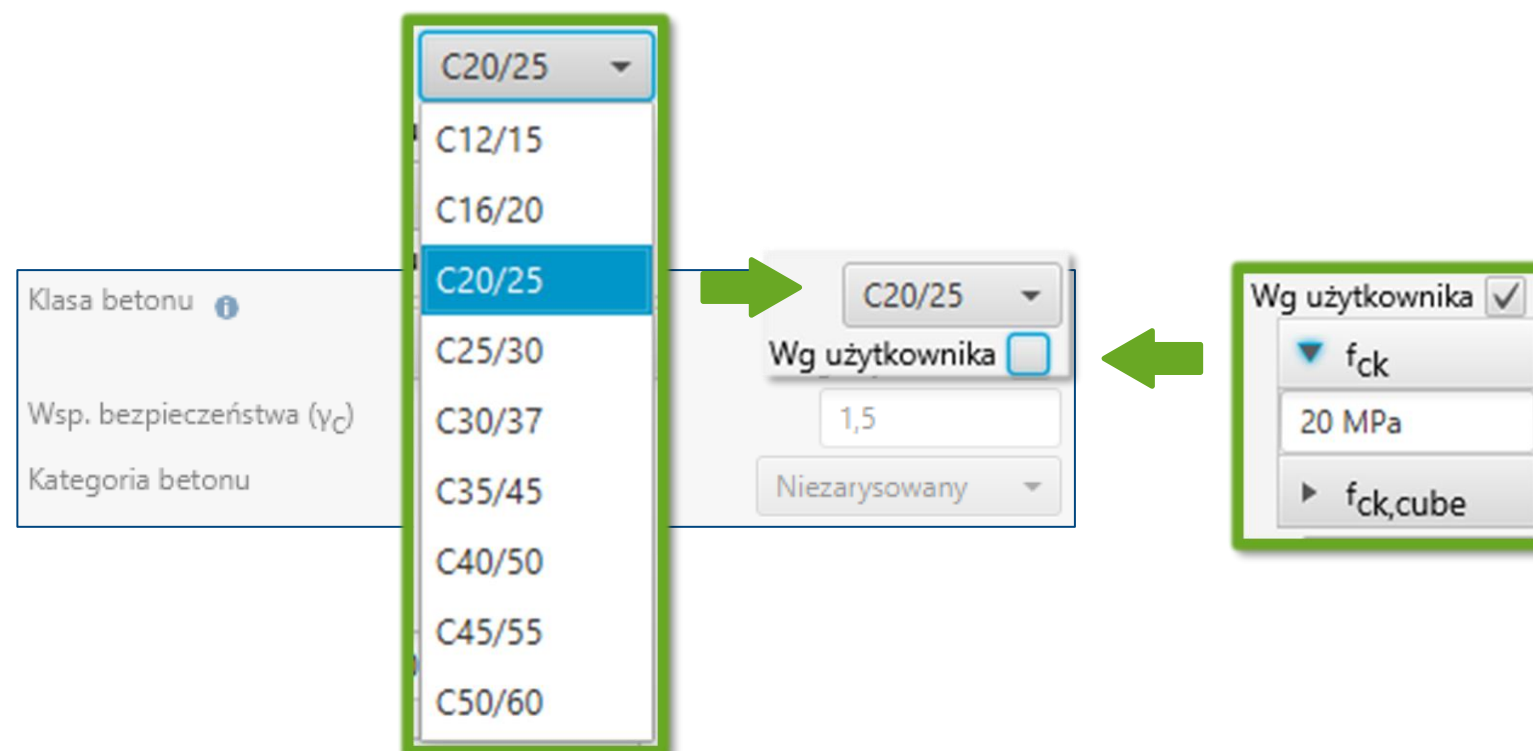 C20/25
C12/15
C16/20
C20/25
C25/30
C30/37
C35/45
C40/50
C45/55
C50/60
Klasa betonu
C20/25
Wg użytkownika
Wsp. bezpieczeństwa (γC)
1,5
Kategoria betonu
Niezarysowany
Wg użytkownika
fck
20 MPa
fck,cube